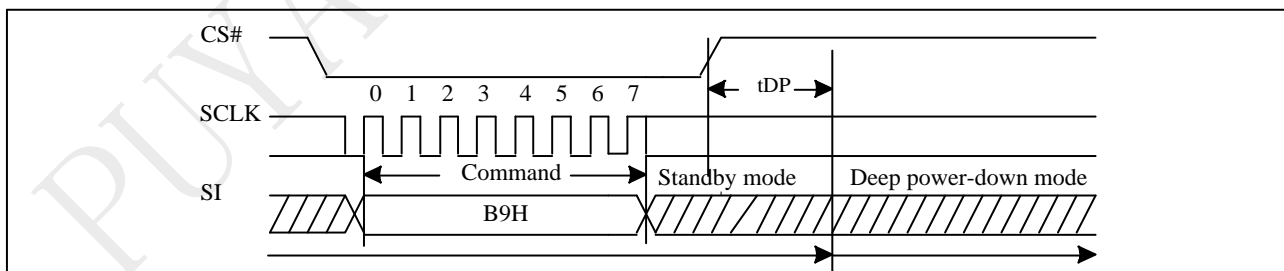 PUYA
CS#
tDP
0 1 2 3 4 5 6 7
SCLK
Command
Standby mode
Deep power-down mode
SI
B9H